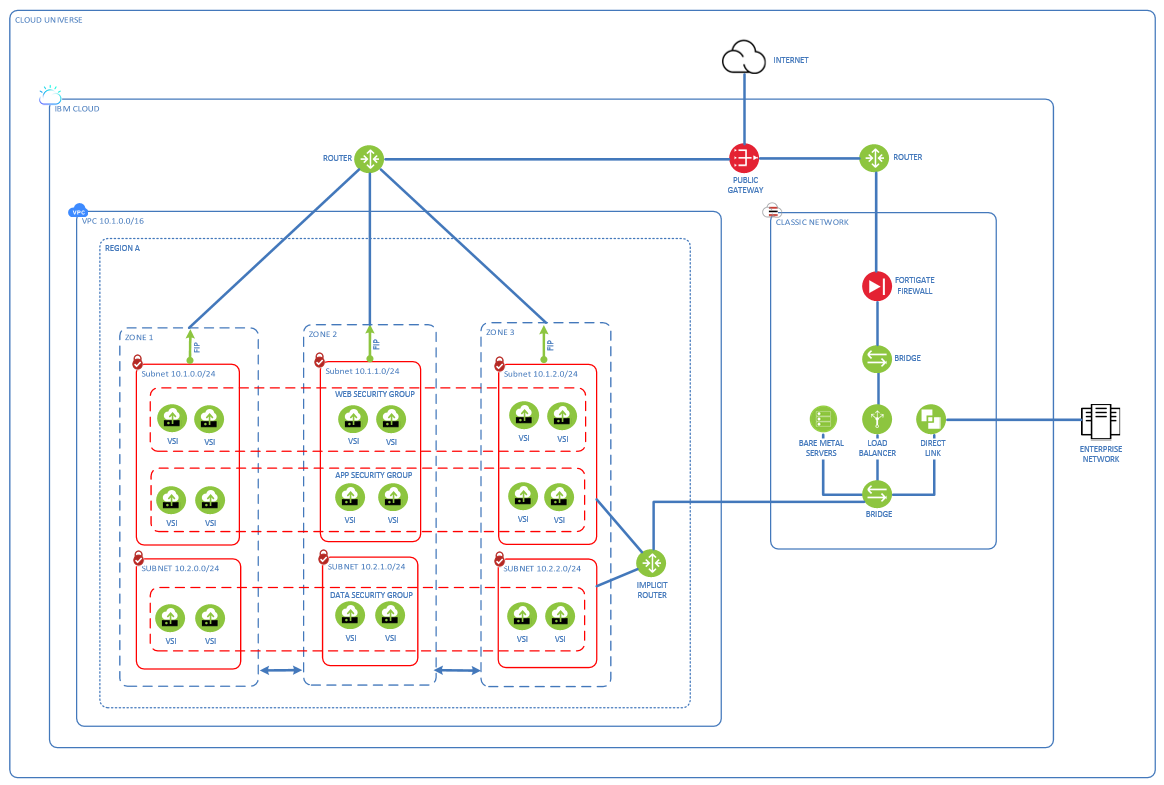 CLOUD UNIVERSE
INTERNET
IBM CLOUD
ROUTER
PUBLIC
GATEWAY
ROUTER
VPC
VPC 10.1.0.0/16
CLASSIC NETWORK
REGION A
FORTIGATE
FIREWALL
ZONE 1
ZONE 2
ZONE 3
FIP
FIP
FIP
BRIDGE
Subnet 10.1.0.0/24
Subnet 10.1.1.0/24
Subnet 10.1.2.0/24
WEB SECURITY GROUP
VSI
VSI
VSI
VSI
VSI
VSI
BARE METAL
SERVERS
LOAD
BALANCER
DIRECT
LINK
ENTERPRISE
NETWORK
APP SECURITY GROUP
VSI
VSI
VSI
VSI
VSI
VSI
BRIDGE
SUBNET 10.2.0.0/24
SUBNET 10.2.1.0/24
SUBNET 10.2.2.0/24
IMPLICIT
ROUTER
DATA SECURITY GROUP
VSI
VSI
VSI
VSI
VSI
VSI